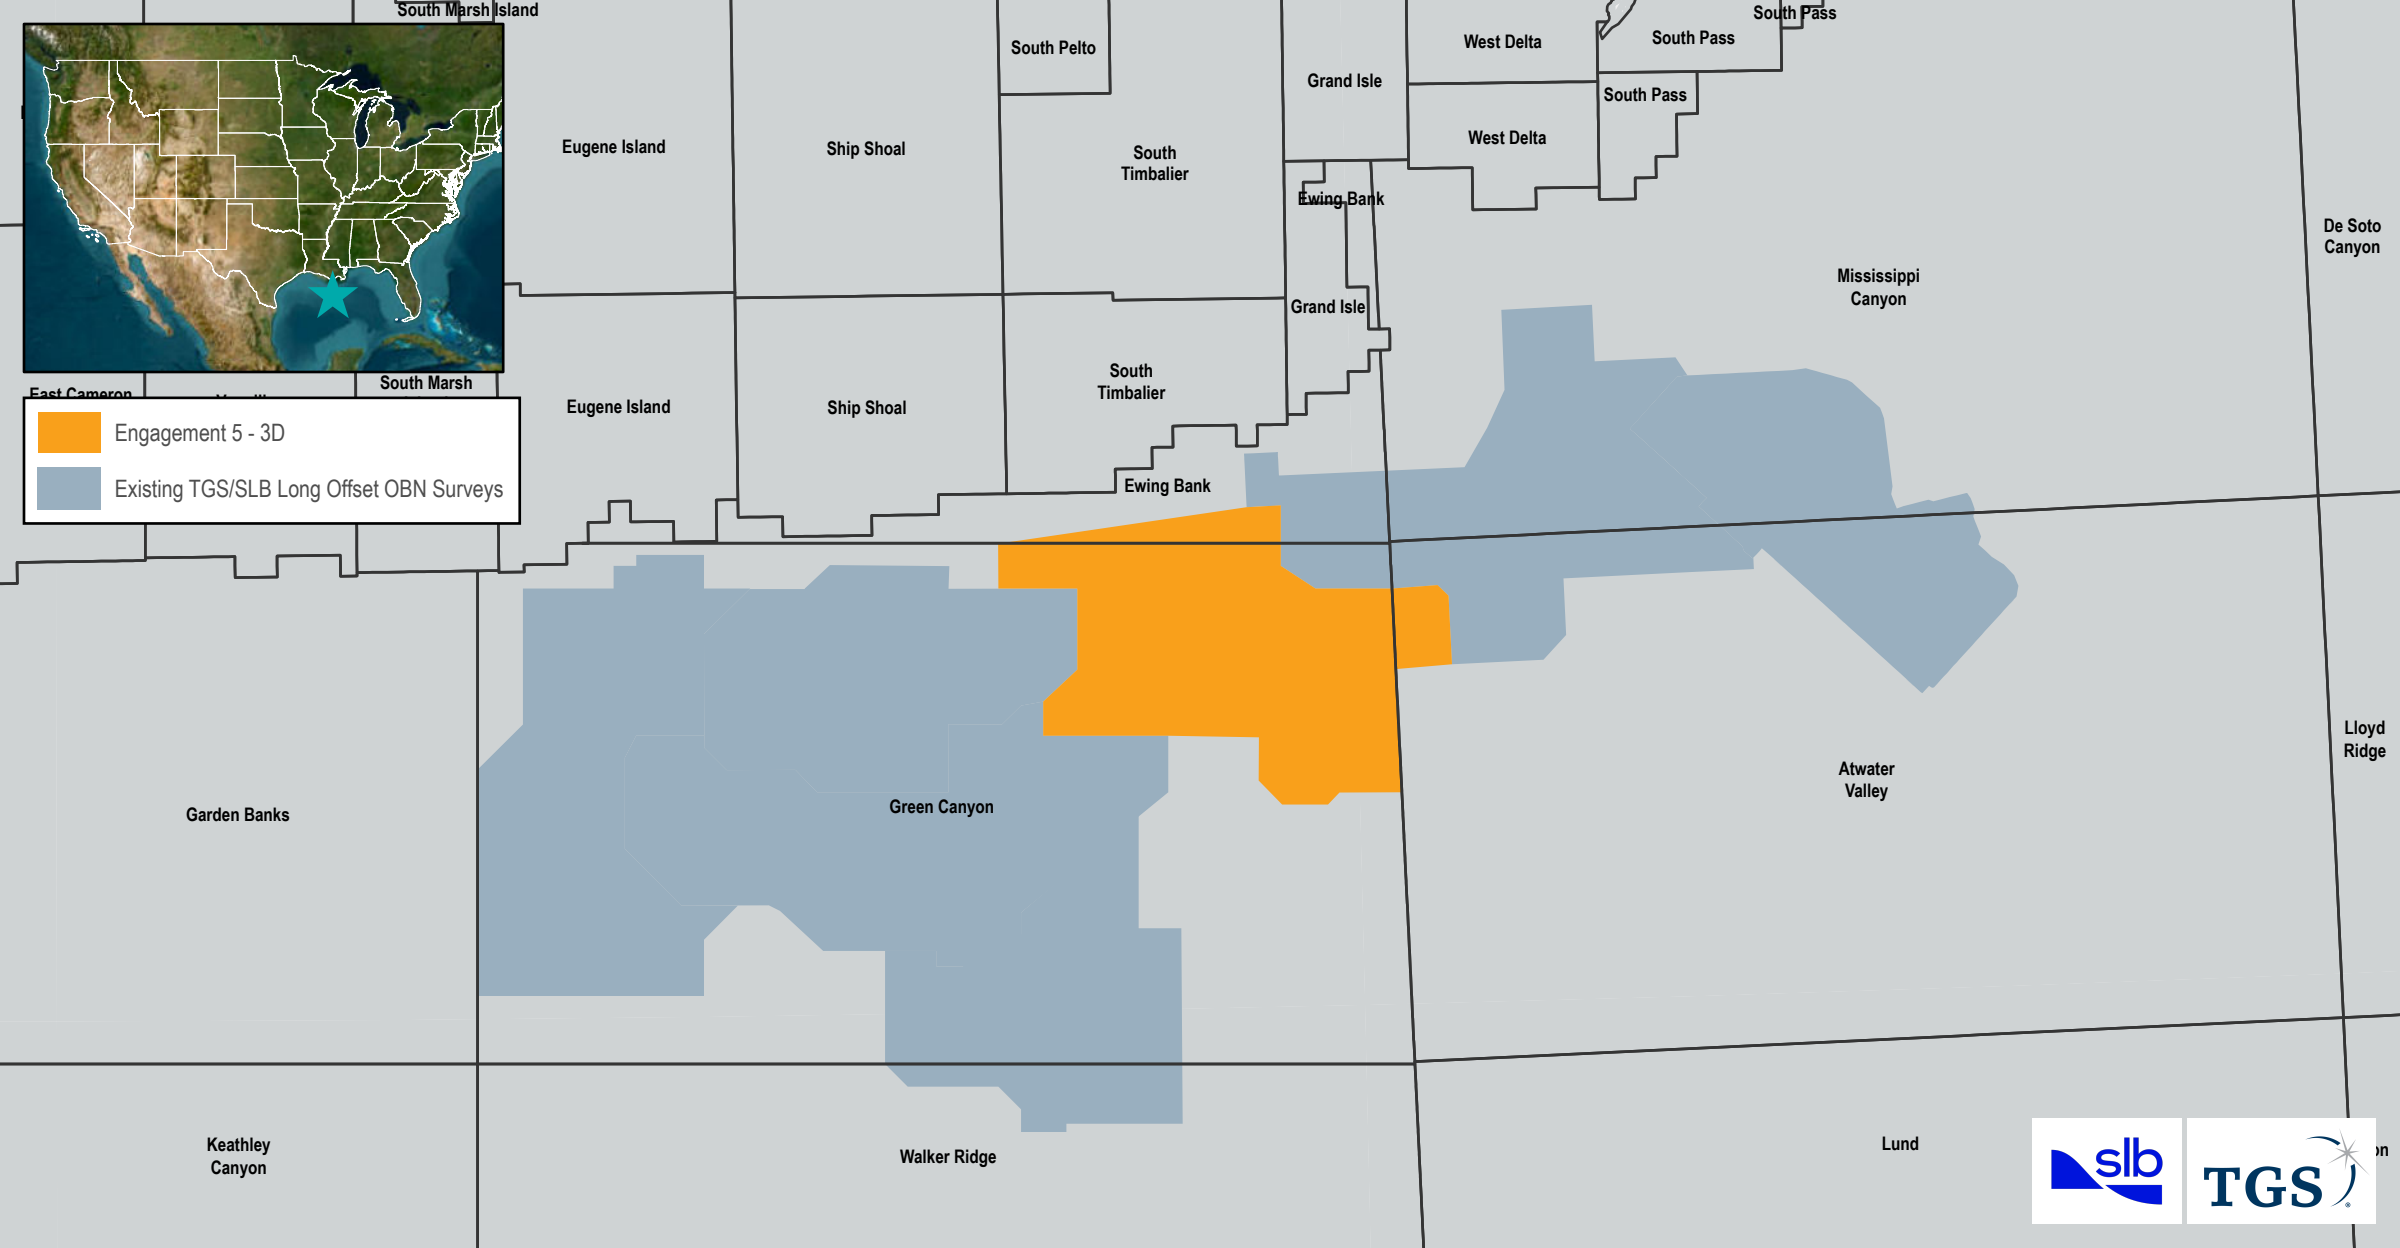 South Marsh Island
South Pass
South Pelto
West Delta
South Pass
Grand Isle
South Pass
West Delta
Eugene Island
Ship Shoal
South
Timbalier
Ewing Bank
De Soto
Canyon
Mississippi
Canyon
Grand Isle
South Marsh
East Cameron
South
Timbalier
Eugene Island
Ship Shoal
Engagement 5 - 3D
Existing TGS/SLB Long Offset OBN Surveys
Ewing Bank
Lloyd
Ridge
Atwater
Valley
Garden Banks
Green Canyon
Keathley
Canyon
Walker Ridge
Lund
on
slb
TGS
®